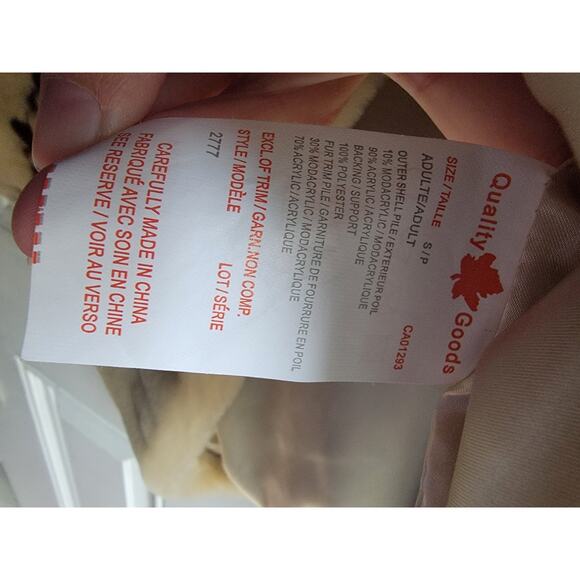 Quality Goods
SIZE / TAILLE CA01293
ADULTE/ADULT S / P
OUTER SHELL PILE / EXTERIEUR POIL
10% MODACRYLIC / MODACRYLIQUE
90% ACRYLIC /ACRYLIQUE
BACKING / SUPPORT
100% POLYESTER
FUR TRIM PILE / GARNITURE DE FOURRURE EN POIL
30% MODACRYLIC / MODACRYLIQUE
70% ACRYLIC / ACRYLIQUE
EXCL.OF TRIM / GARN.NON COMP.
STYLE / MODÈLE LOT / SÉRIE
2777
CAREFULLY MADE IN CHINA
FABRIQUÉ AVEC SOIN EN CHINE
SEE RESERVE / VOIR AU VERSO